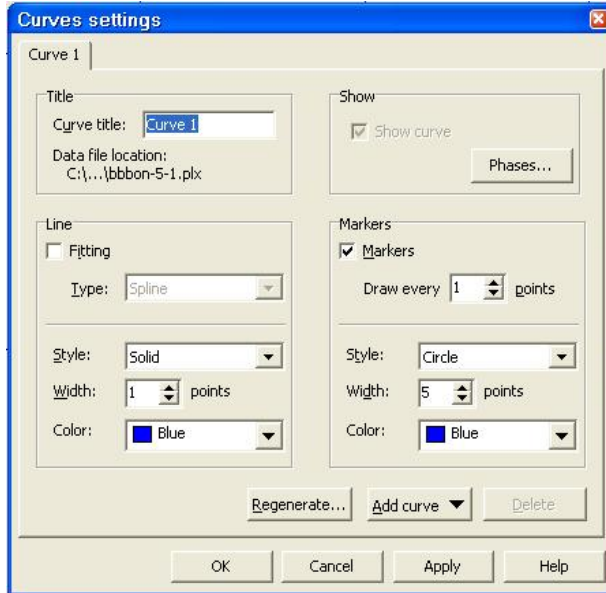 Curves settings
Curve 1
Title
Curve title: Curve 1
Data file location:
C:\...\bbbon-5-1.plx
Show
Show curve
Phases...
Line
Fitting
Type: Spline
Style: Solid
Width: 1 points
Color: Blue
Markers
Markers
Draw every 1 points
Style: Circle
Width: 5 points
Color: Blue
Regenerate... Add curve Delete
OK Cancel Apply Help